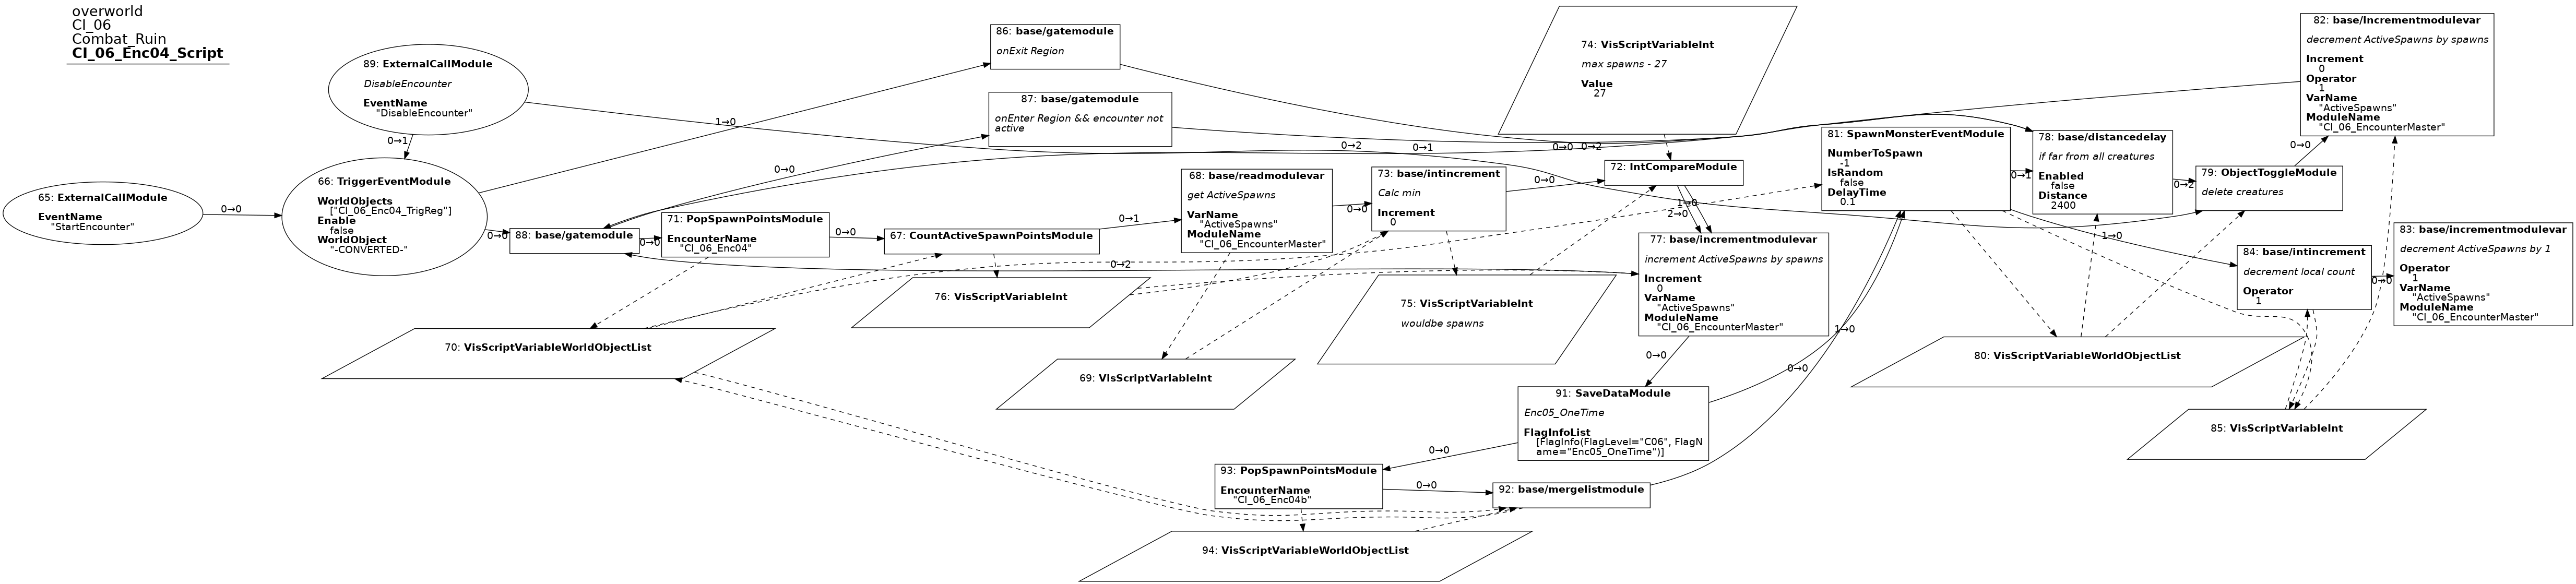 overworld
CI_06
Combat_Ruin
CI_06_Enc04_Script
89: ExternalCallModule
DisableEncounter
EventName
"DisableEncounter"
0→1
65: ExternalCallModule
EventName
"StartEncounter"
0→0
66: TriggerEventModule
WorldObjects
["CI_06_Enc04_TrigReg"]
Enable
false
WorldObject
"-CONVERTED-"
0→0
88: base/gatemodule
0→0
86: base/gatemodule
onExit Region
1→0
87: base/gatemodule
onEnter Region && encounter not
active
0→0
71: PopSpawnPointsModule
EncounterName
"CI_06_Enc04"
0→0
67: CountActiveSpawnPointsModule
0→1
0→2
76: VisScriptVariableInt
70: VisScriptVariableWorldObjectList
68: base/readmodulevar
get ActiveSpawns
VarName
"ActiveSpawns"
ModuleName
"CI_06_EncounterMaster"
0→0
69: VisScriptVariableInt
0→2
0→1
73: base/intincrement
Calc min
Increment
0
0→0
75: VisScriptVariableInt
wouldbe spawns
74: VisScriptVariableInt
max spawns - 27
Value
27
0→0
0→2
72: IntCompareModule
1→0
2→0
77: base/incrementmodulevar
increment ActiveSpawns by spawns
Increment
0
VarName
"ActiveSpawns"
ModuleName
"CI_06_EncounterMaster"
0→0
91: SaveDataModule
Enc05_OneTime
FlagInfoList
[FlagInfo(FlagLevel="C06", FlagN
ame="Enc05_OneTime")]
0→0
1→0
0→0
93: PopSpawnPointsModule
EncounterName
"CI_06_Enc04b"
0→0
92: base/mergelistmodule
94: VisScriptVariableWorldObjectList
81: SpawnMonsterEventModule
NumberToSpawn
-1
IsRandom
false
DelayTime
0.1
0→1
1→0
78: base/distancedelay
if far from all creatures
Enabled
false
Distance
2400
0→2
79: ObjectToggleModule
delete creatures
0→0
80: VisScriptVariableWorldObjectList
82: base/incrementmodulevar
decrement ActiveSpawns by spawns
Increment
0
Operator
1
VarName
"ActiveSpawns"
ModuleName
"CI_06_EncounterMaster"
84: base/intincrement
decrement local count
Operator
1
0→0
83: base/incrementmodulevar
decrement ActiveSpawns by 1
Operator
1
VarName
"ActiveSpawns"
ModuleName
"CI_06_EncounterMaster"
85: VisScriptVariableInt